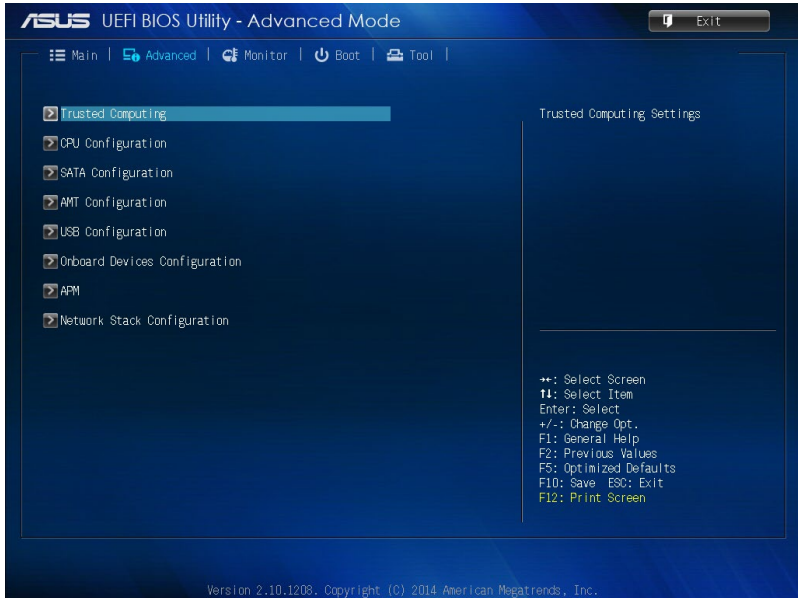 ASUS UEFI BIOS Utility - Advanced Mode
Exit
Main | Advanced | Monitor | Boot | Tool |
Trusted Computing
CPU Configuration
SATA Configuration
AMT Configuration
USB Configuration
Onboard Devices Configuration
APM
Network Stack Configuration
Trusted Computing Settings
→←: Select Screen
↑↓: Select Item
Enter: Select
+/-: Change Opt.
F1: General Help
F2: Previous Values
F5: Optimized Defaults
F10: Save ESC: Exit
F12: Print Screen
Version 2.10.1208. Copyright (C) 2014 American Megatrends, Inc.